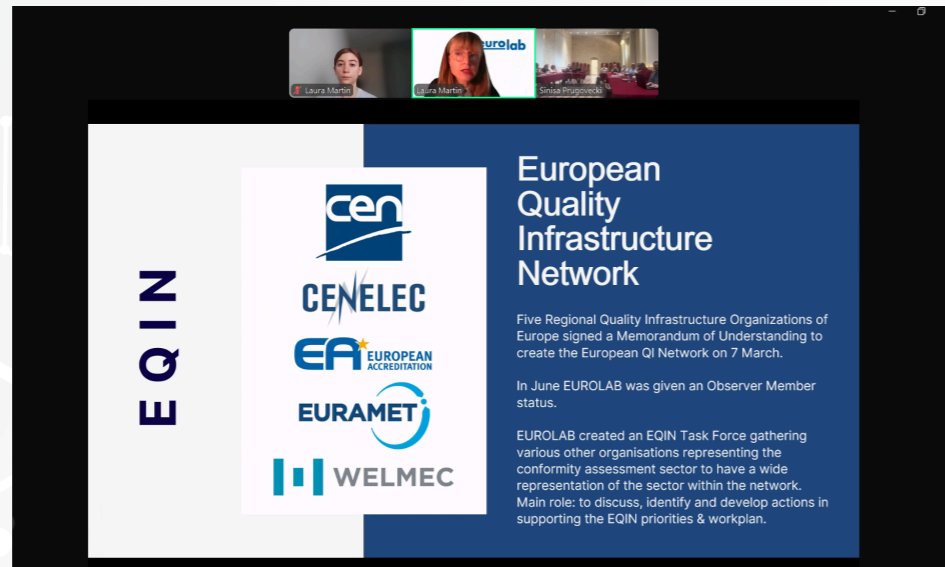 eurolab
Laura Martin
Laura Martin
Sinisa Prugovecki
EQIN
cen
CENELEC
EA EUROPEAN
ACCREDITATION
EURAMET
WELMEC
European
Quality
Infrastructure
Network
Five Regional Quality Infrastructure Organizations of
Europe signed a Memorandum of Understanding to
create the European QI Network on 7 March.
In June EUROLAB was given an Observer Member
status.
EUROLAB created an EQIN Task Force gathering
various other organisations representing the
conformity assessment sector to have a wide
representation of the sector within the network.
Main role: to discuss, identify and develop actions in
supporting the EQIN priorities & workplan.